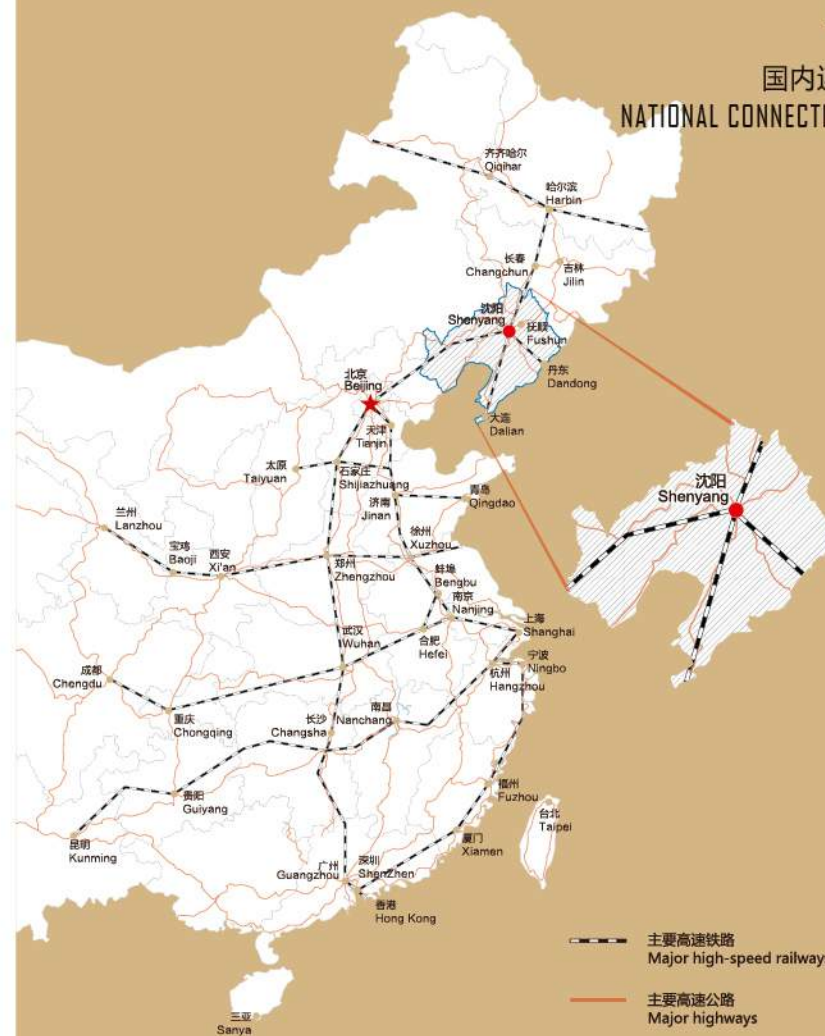 国内
NATIONAL CONNECT
齐齐哈尔
Qiqihar
哈尔滨
Harbin
长春
Changchun
吉林
Jilin
沈阳
Shenyang
抚顺
Fushun
丹东
Dandong
北京
Beijing
大连
Dalian
天津
Tianjin
太原
Taiyuan
石家庄
Shijiazhuang
沈阳
Shenyang
济南
Jinan
青岛
Qingdao
兰州
Lanzhou
宝鸡
Baoji
西安
Xi'an
郑州
Zhengzhou
徐州
Xuzhou
蚌埠
Bengbu
南京
Nanjing
上海
Shanghai
武汉
Wuhan
合肥
Hefei
宁波
Ningbo
杭州
Hangzhou
成都
Chengdu
重庆
Chongqing
长沙
Changsha
南昌
Nanchang
贵阳
Guiyang
福州
Fuzhou
台北
Taipei
昆明
Kunming
厦门
Xiamen
广州
Guangzhou
深圳
ShenZhen
香港
Hong Kong
三亚
Sanya
主要高速铁路
Major high-speed railway
主要高速公路
Major highways